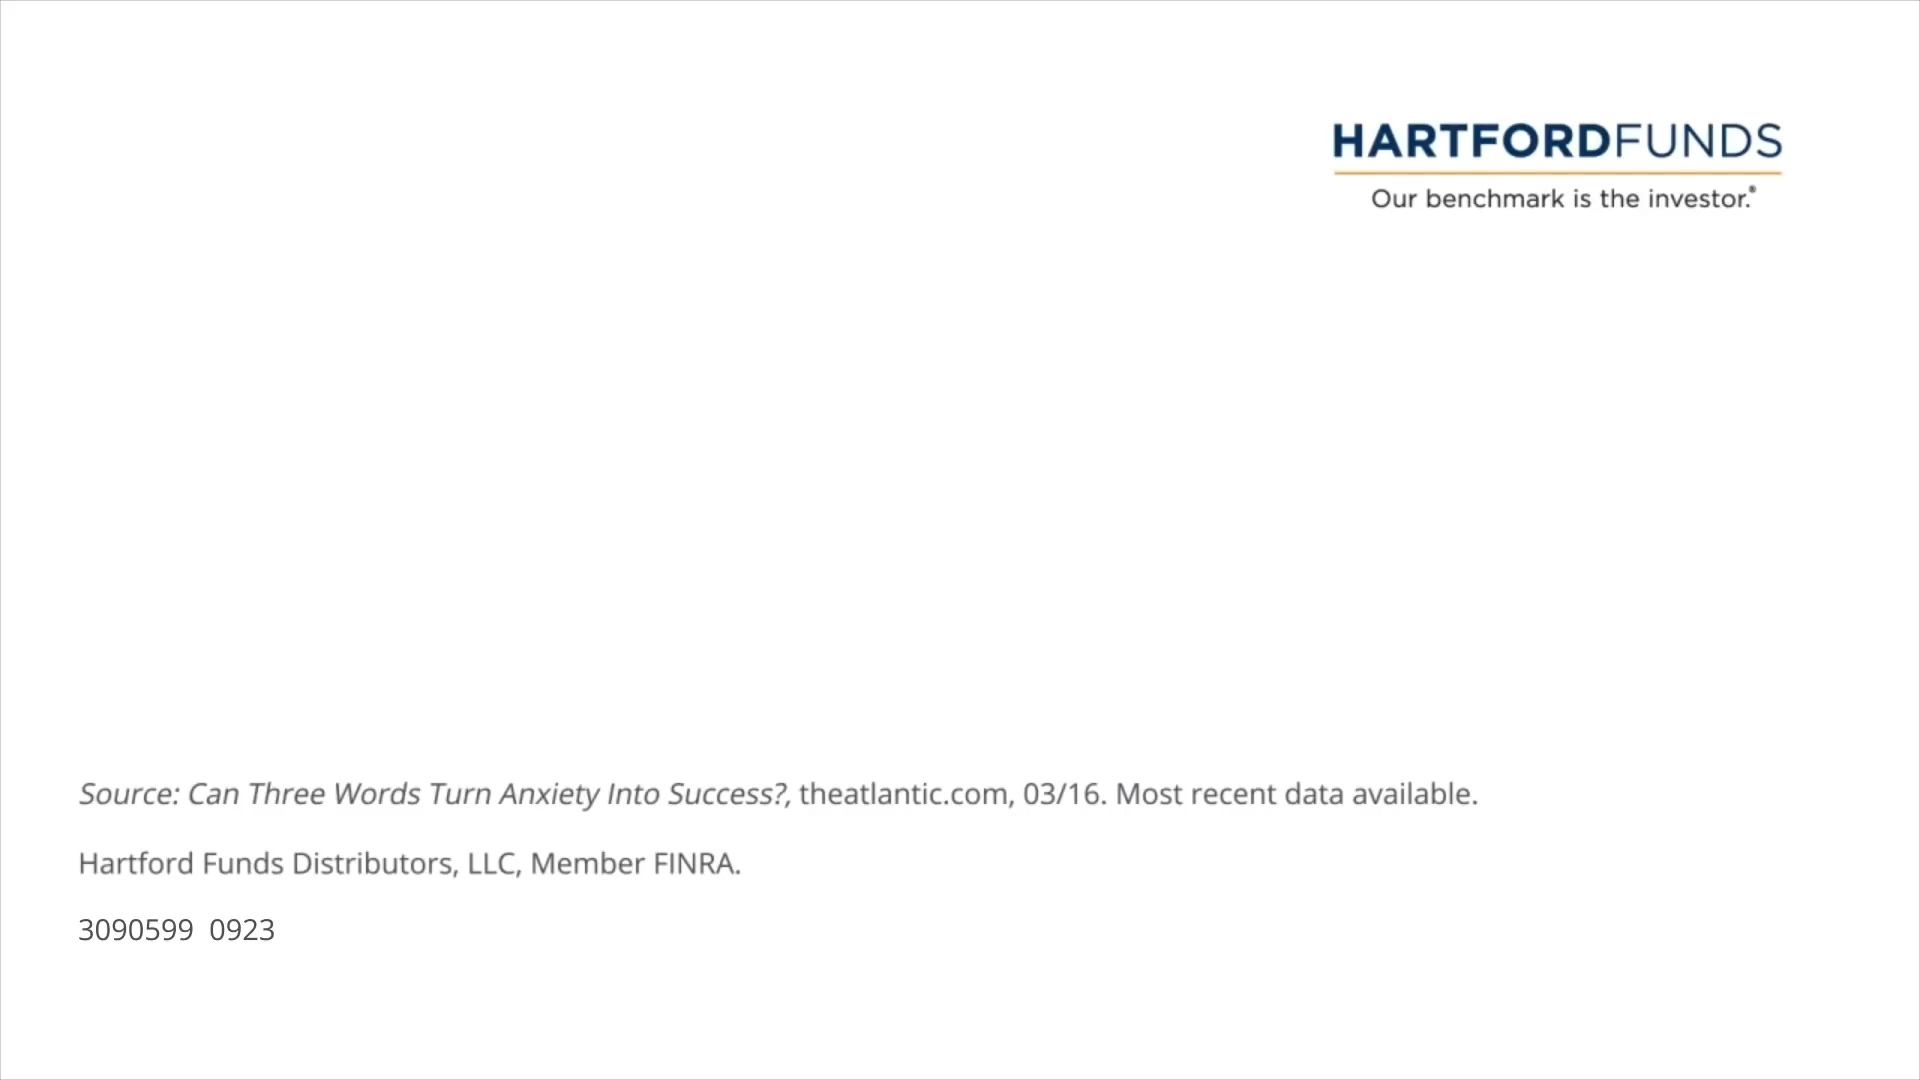 HARTFORDFUNDS
Our benchmark is the investor.®
Source: Can Three Words Turn Anxiety Into Success?, theatlantic.com, 03/16. Most recent data available.
Hartford Funds Distributors, LLC, Member FINRA.
3090599  0923